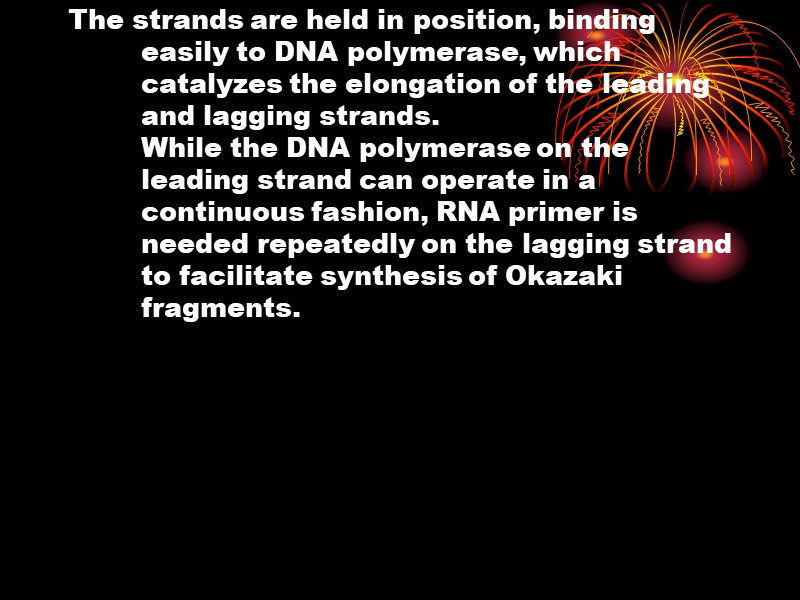 The strands are held in position, binding
easily to DNA polymerase, which
catalyzes the elongation of the leading
and lagging strands.
While the DNA polymerase on the
leading strand can operate in a
continuous fashion, RNA primer is
needed repeatedly on the lagging strand
to facilitate synthesis of Okazaki
fragments.